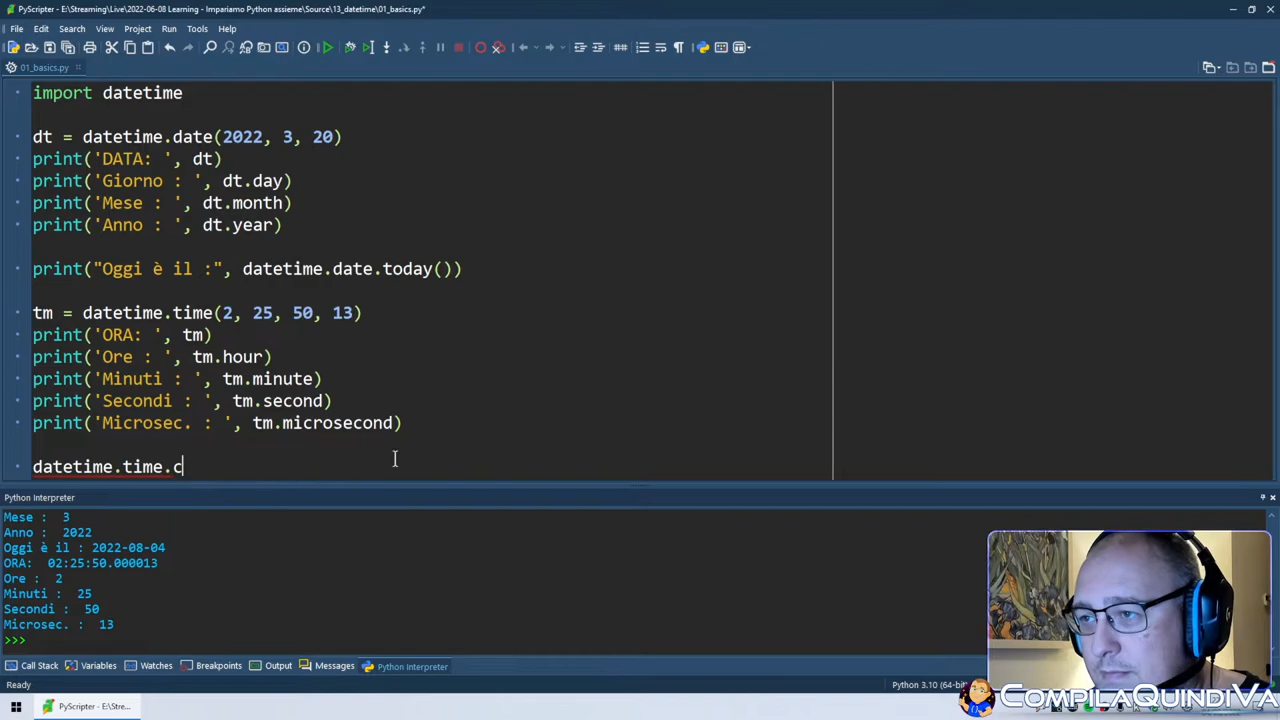 PyScripter - E:\Streaming\Live\2022-06-08 Learning - Impariamo Python assieme\Source\13_datetime\01_basics.py*
File Edit Search View Project Run Tools Help
01_basics.py
import datetime
dt = datetime.date(2022, 3, 20)
print('DATA: ', dt)
print('Giorno : ', dt.day)
print('Mese : ', dt.month)
print('Anno : ', dt.year)
print("Oggi è il :", datetime.date.today())
tm = datetime.time(2, 25, 50, 13)
print('ORA: ', tm)
print('Ore : ', tm.hour)
print('Minuti : ', tm.minute)
print('Secondi : ', tm.second)
print('Microsec. : ', tm.microsecond)
datetime.time.c
Python Interpreter
Mese :  3
Anno :  2022
Oggi è il : 2022-08-04
ORA:  02:25:50.000013
Ore :  2
Minuti :  25
Secondi :  50
Microsec. :  13
>>>
Call Stack Variables Watches Breakpoints Output Messages Python Interpreter
Ready
Python 3.10 (64-bit)
PyScripter - E:\Stre...
CompilaQuindiVa